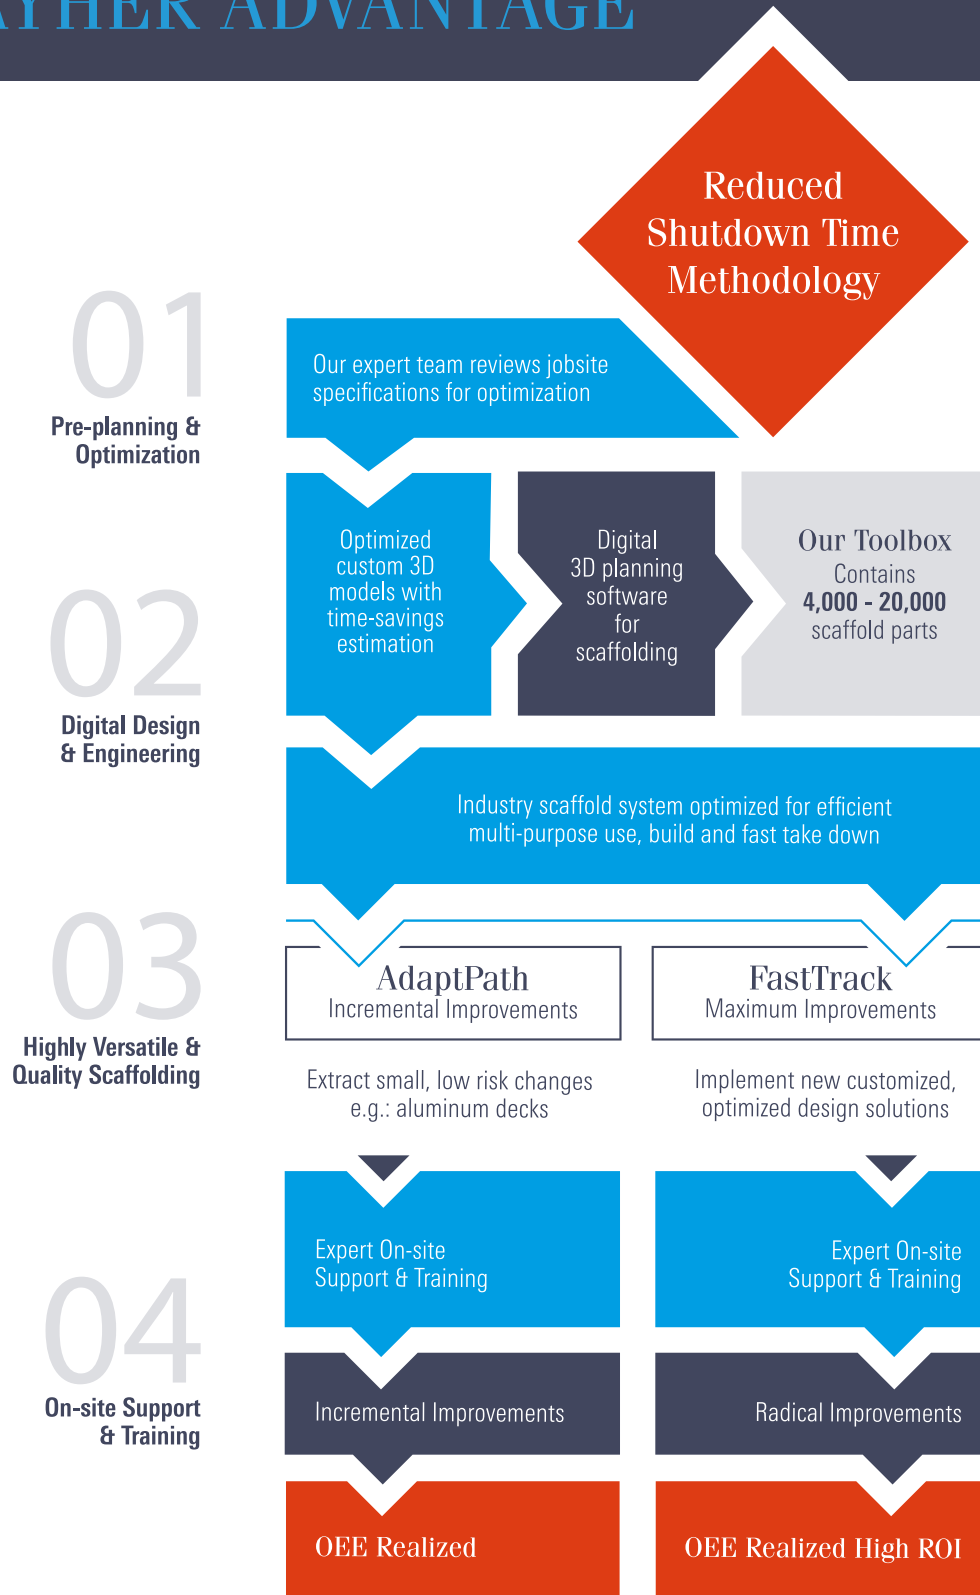 AYHER ADVANTAGE
Reduced
Shutdown Time
Methodology
01
Pre-planning &
Optimization
Our expert team reviews jobsite
specifications for optimization
02
Digital Design
& Engineering
Optimized
custom 3D
models with
time-savings
estimation
Digital
3D planning
software
for
scaffolding
Our Toolbox
Contains
4,000 - 20,000
scaffold parts
Industry scaffold system optimized for efficient
multi-purpose use, build and fast take down
03
Highly Versatile &
Quality Scaffolding
AdaptPath
Incremental Improvements
Extract small, low risk changes
e.g.: aluminum decks
FastTrack
Maximum Improvements
Implement new customized,
optimized design solutions
04
On-site Support
& Training
Expert On-site
Support & Training
Incremental Improvements
OEE Realized
Expert On-site
Support & Training
Radical Improvements
OEE Realized High ROI